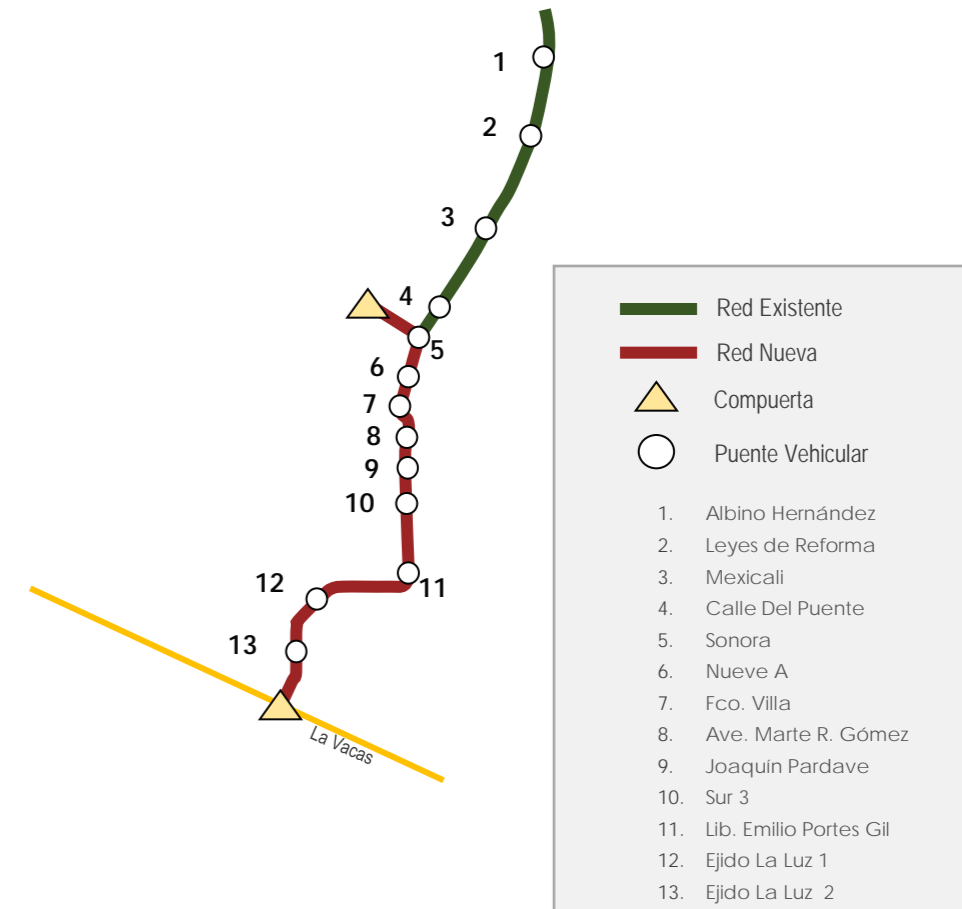 1
2
3
4
5
6
7
8
9
10
11
12
13
La Vacas
Red Existente
Red Nueva
Compuerta
Puente Vehicular
1. Albino Hernández
2. Leyes de Reforma
3. Mexicali
4. Calle Del Puente
5. Sonora
6. Nueve A
7. Fco. Villa
8. Ave. Marte R. Gómez
9. Joaquín Pardave
10. Sur 3
11. Lib. Emilio Portes Gil
12. Ejido La Luz 1
13. Ejido La Luz 2